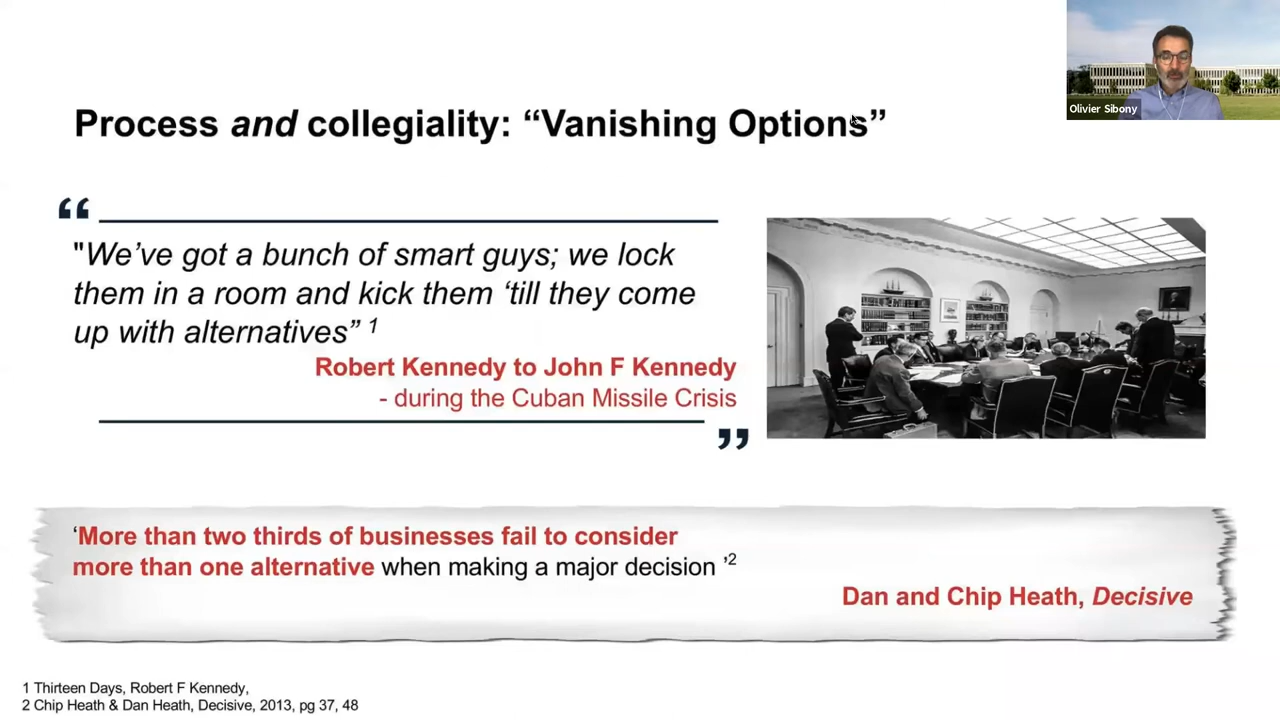 Olivier Sibony
Process and collegiality: “Vanishing Options”
“
"We’ve got a bunch of smart guys; we lock
them in a room and kick them ‘till they come
up with alternatives” 1
Robert Kennedy to John F Kennedy
- during the Cuban Missile Crisis
”
‘More than two thirds of businesses fail to consider
more than one alternative when making a major decision ’2
Dan and Chip Heath, Decisive
1 Thirteen Days, Robert F Kennedy,
2 Chip Heath & Dan Heath, Decisive, 2013, pg 37, 48